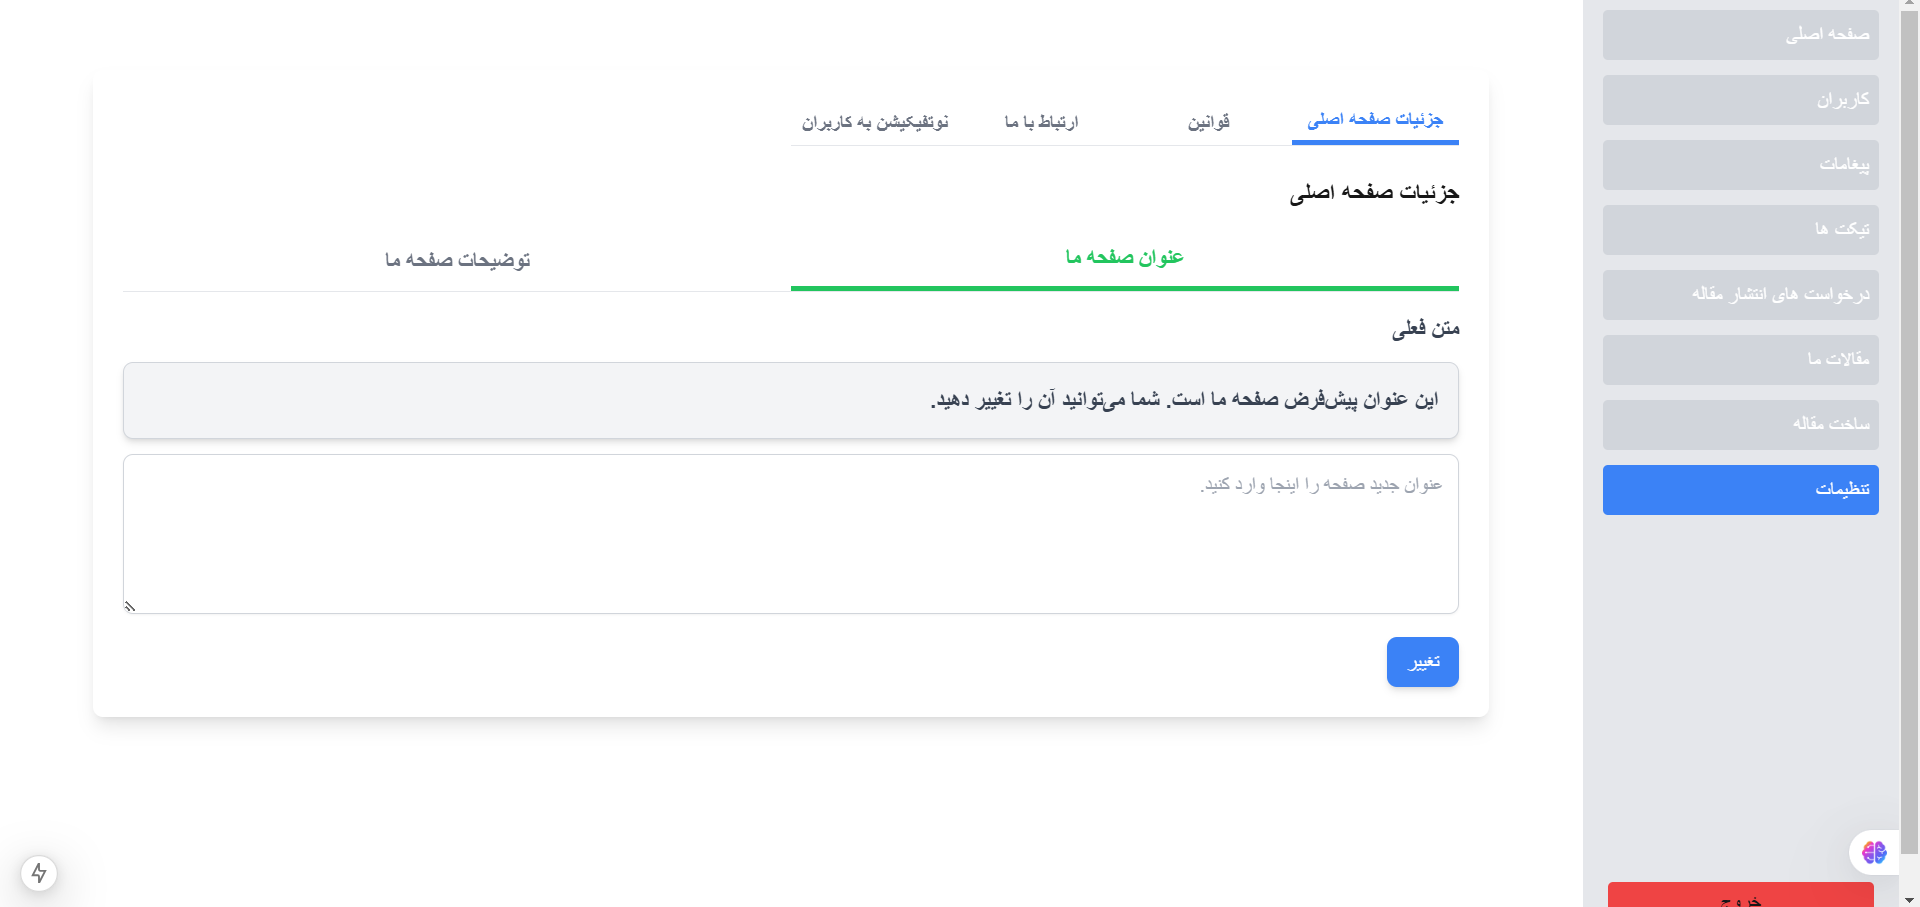 صفحه اصلی
کاربران
پیغامات
تیکت ها
درخواست های انتشار مقاله
مقالات ما
ساخت مقاله
تنظیمات
خروج
جزئیات صفحه اصلی
قوانین
ارتباط با ما
نوتفیکیشن به کاربران
جزئیات صفحه اصلی
عنوان صفحه ما
توضیحات صفحه ما
متن فعلی
این عنوان پیش‌فرض صفحه ما است. شما می‌توانید آن را تغییر دهید.
عنوان جدید صفحه را اینجا وارد کنید.
تغییر